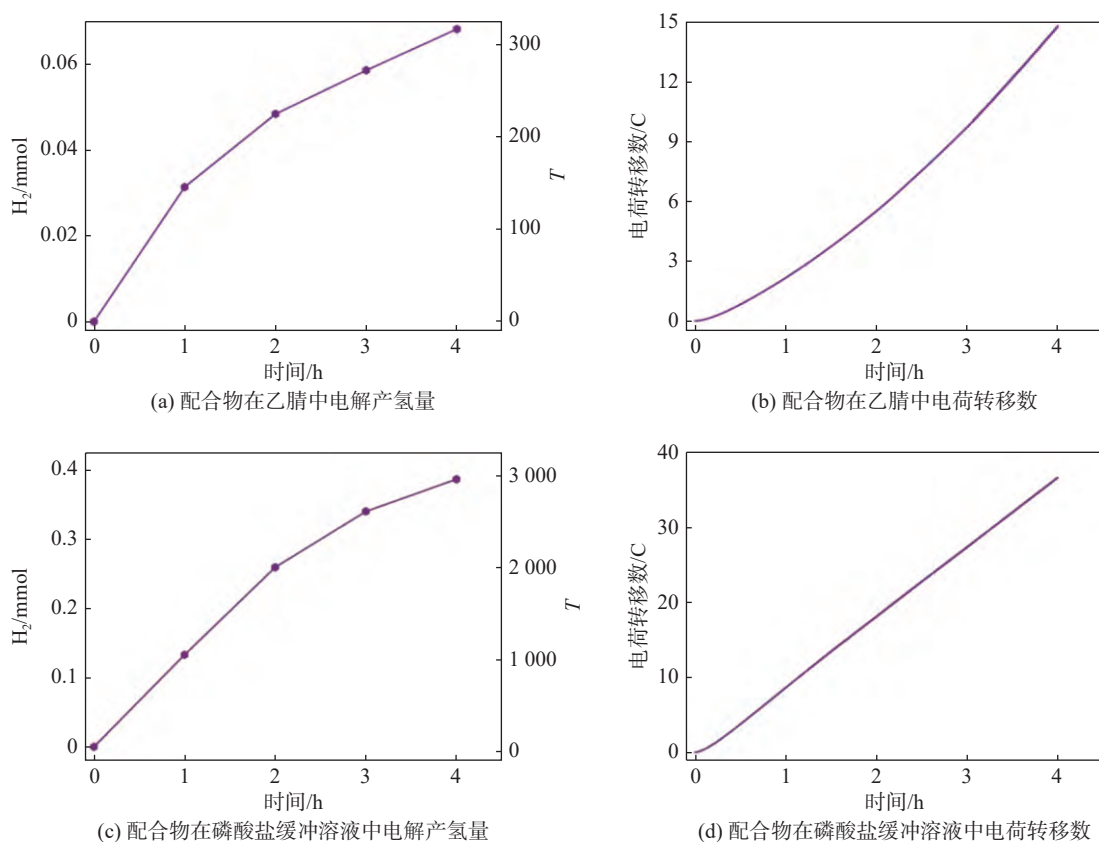 H₂/mmol
0.06
0.04
0.02
0
300
200
100
0
T
0 1 2 3 4
时间/h
(a) 配合物在乙腈中电解产氢量
电荷转移数/C
15
12
9
6
3
0
0 1 2 3 4
时间/h
(b) 配合物在乙腈中电荷转移数
H₂/mmol
0.4
0.3
0.2
0.1
0
3 000
2 000
1 000
0
T
0 1 2 3 4
时间/h
(c) 配合物在磷酸盐缓冲溶液中电解产氢量
电荷转移数/C
40
30
20
10
0
0 1 2 3 4
时间/h
(d) 配合物在磷酸盐缓冲溶液中电荷转移数